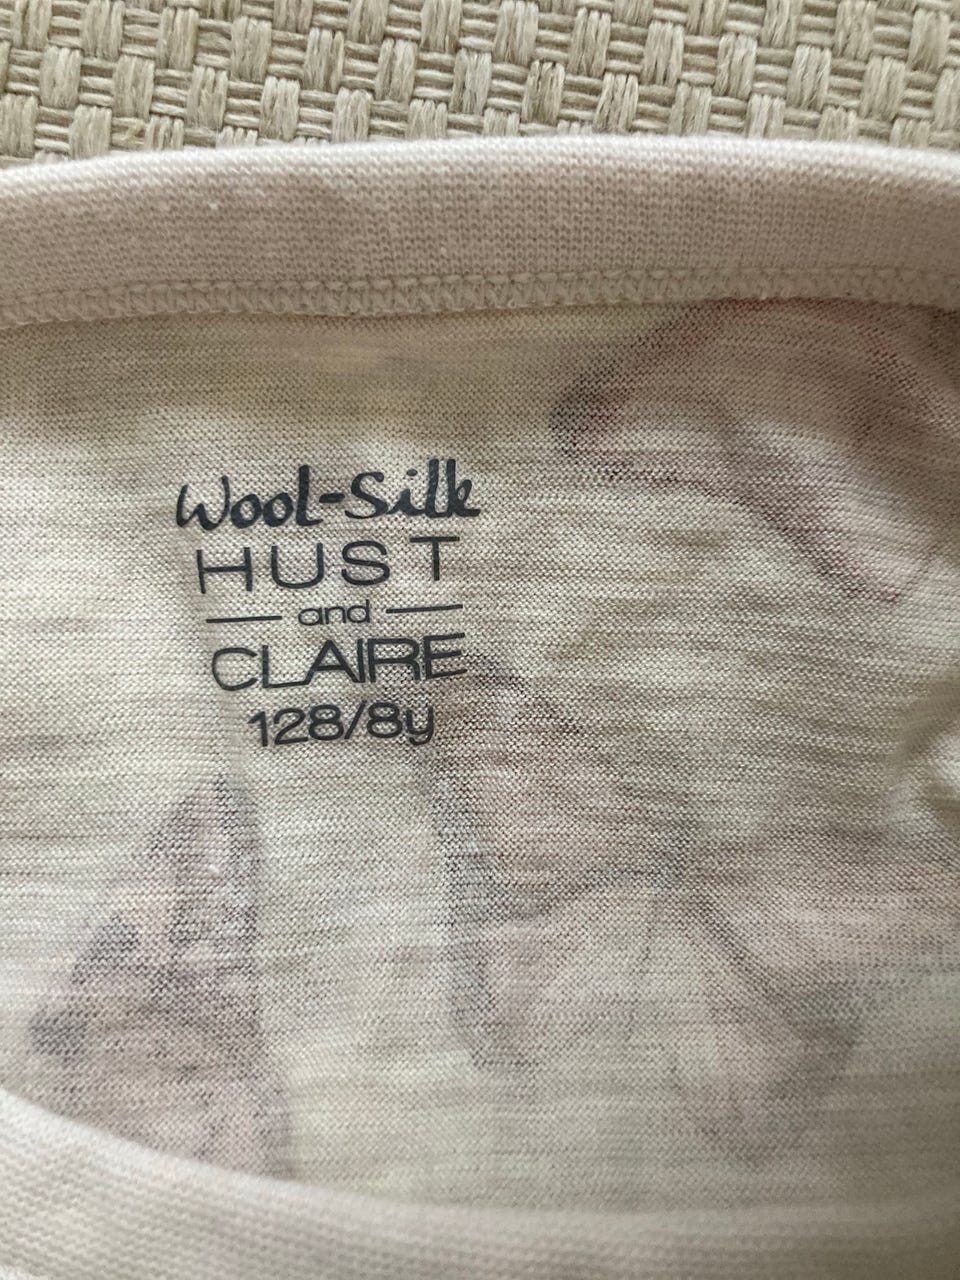 Wool-Silk
HUST
and
CLAIRE
128/8y